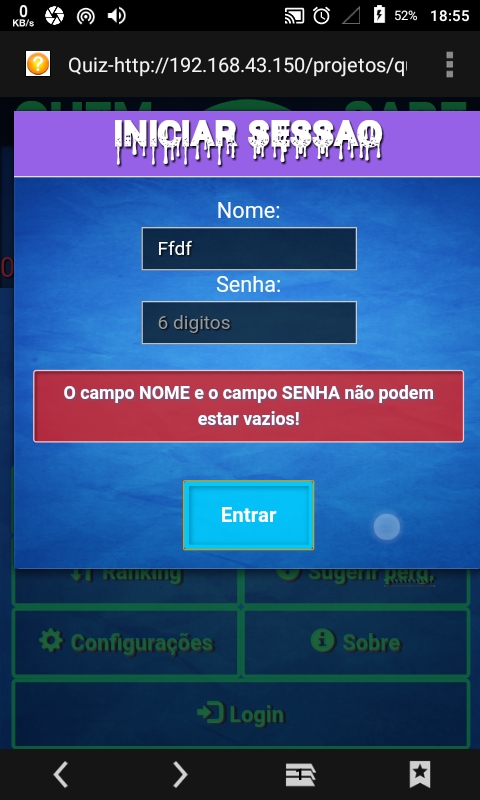 0
KB/s
52%
18:55
Quiz-http://192.168.43.150/projetos/q
INICIAR SESSAO
Nome:
Ffdf
Senha:
6 digitos
O campo NOME e o campo SENHA não podem
estar vazios!
Entrar
Ranking
Sugerir perg.
Configurações
Sobre
Login
1